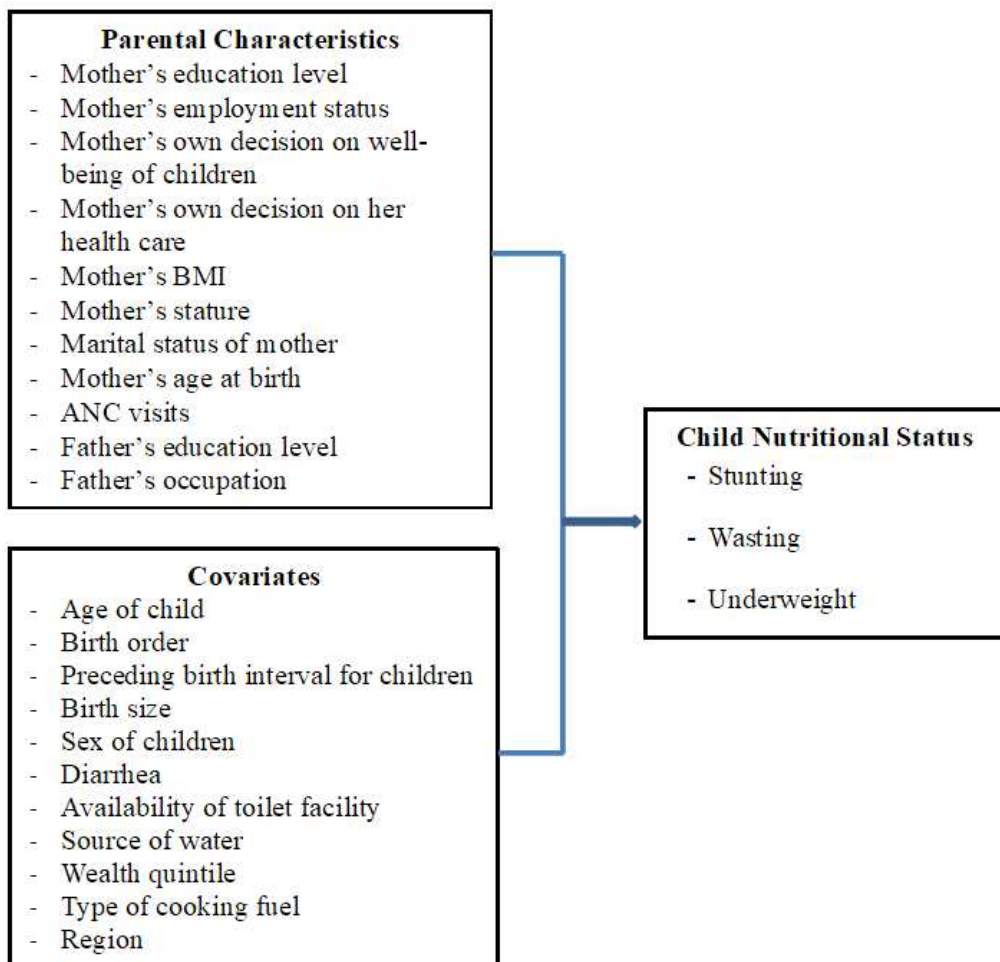 Parental Characteristics
- Mother’s education level
- Mother’s employment status
- Mother’s own decision on well-
being of children
- Mother’s own decision on her
health care
- Mother’s BMI
- Mother’s stature
- Marital status of mother
- Mother’s age at birth
- ANC visits
- Father’s education level
- Father’s occupation
Child Nutritional Status
- Stunting
- Wasting
- Underweight
Covariates
- Age of child
- Birth order
- Preceding birth interval for children
- Birth size
- Sex of children
- Diarrhea
- Availability of toilet facility
- Source of water
- Wealth quintile
- Type of cooking fuel
- Region